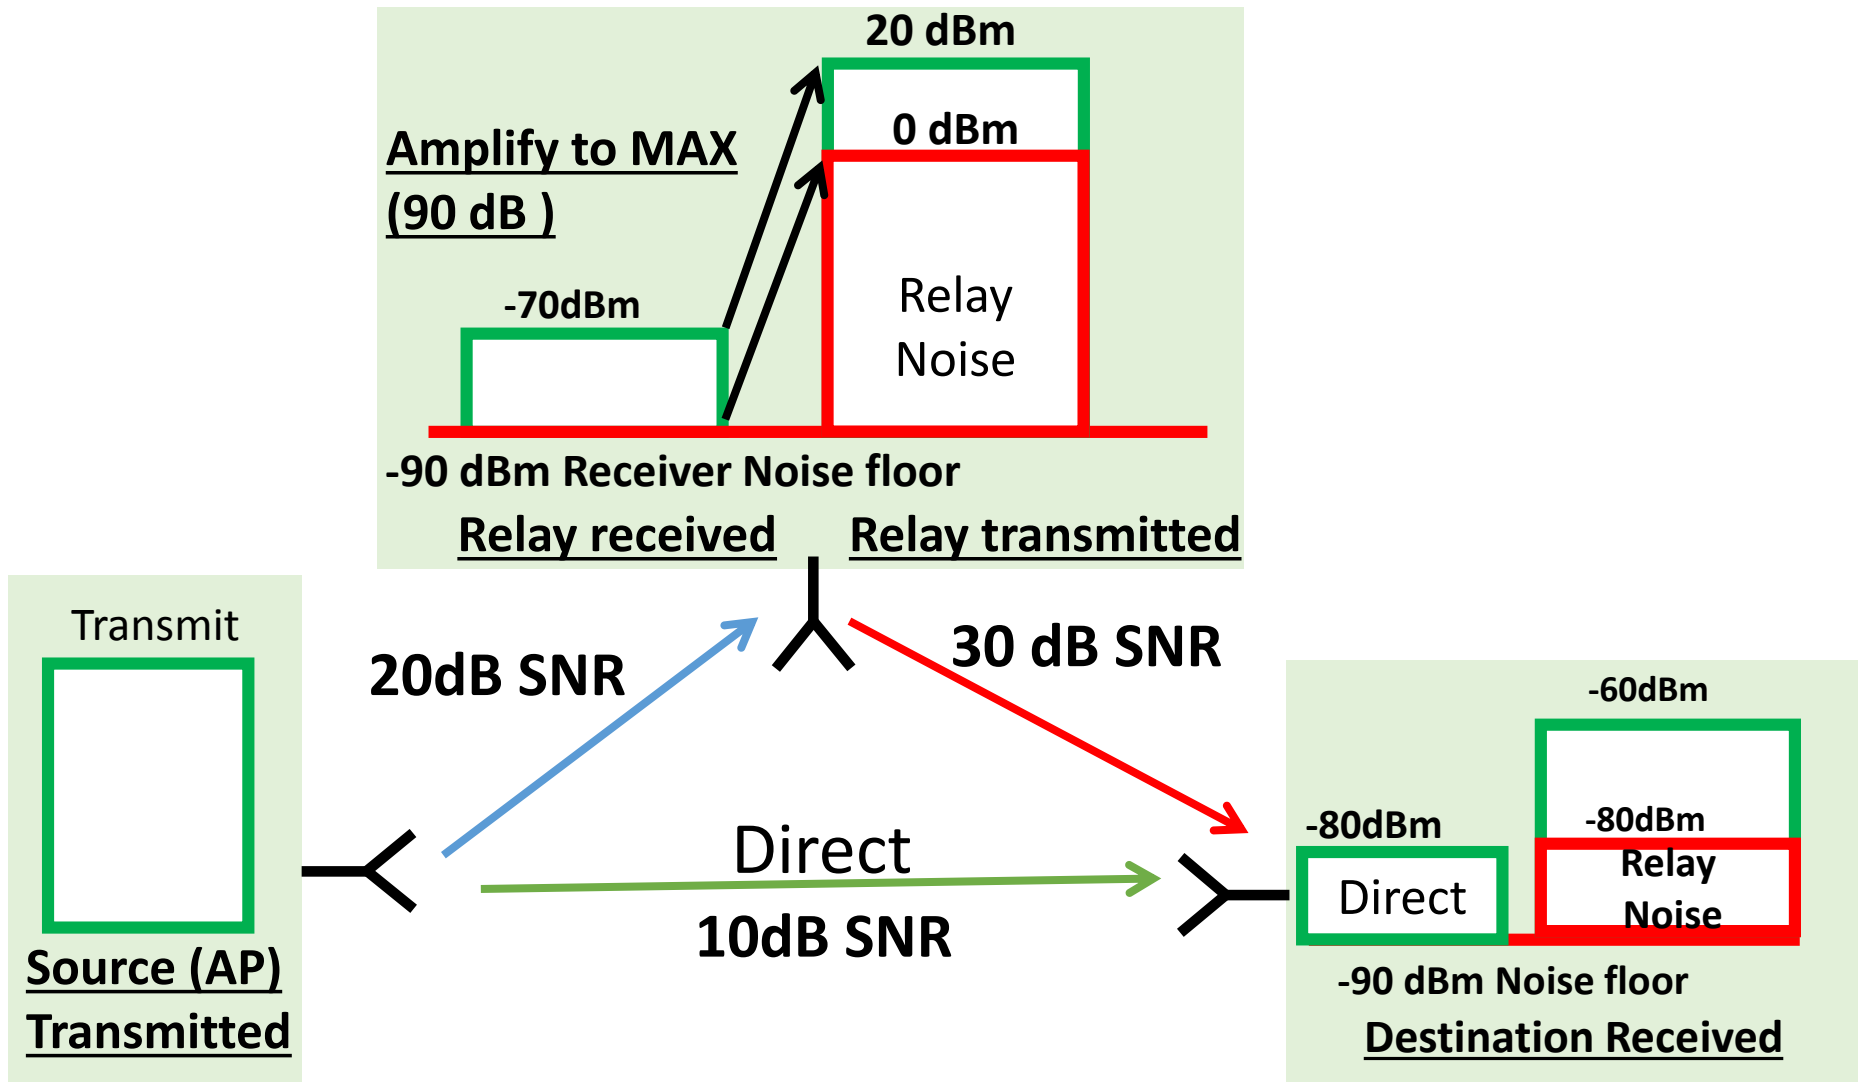 20 dBm
0 dBm
Amplify to MAX
(90 dB )
-70dBm
Relay
Noise
-90 dBm Receiver Noise floor
Relay received
Relay transmitted
Transmit
20dB SNR
30 dB SNR
-60dBm
-80dBm
-80dBm
Relay
Noise
Direct
Direct
10dB SNR
Source (AP)
Transmitted
-90 dBm Noise floor
Destination Received